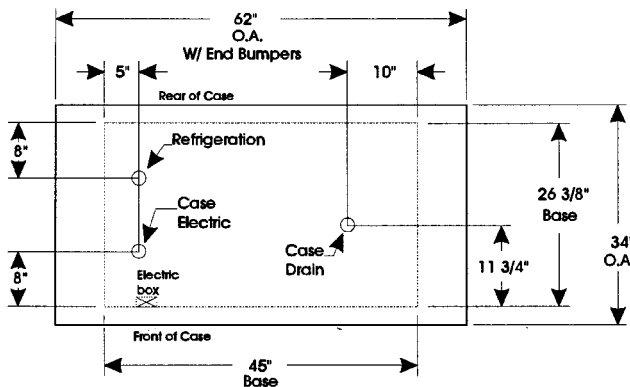 62"
O.A.
W/ End Bumpers
5"
10"
Rear of Case
8"
Refrigeration
Case
Electric
26 3/8"
Base
34"
O.A.
Case
Drain
11 3/4"
8"
Electric
box
Front of Case
45"
Base